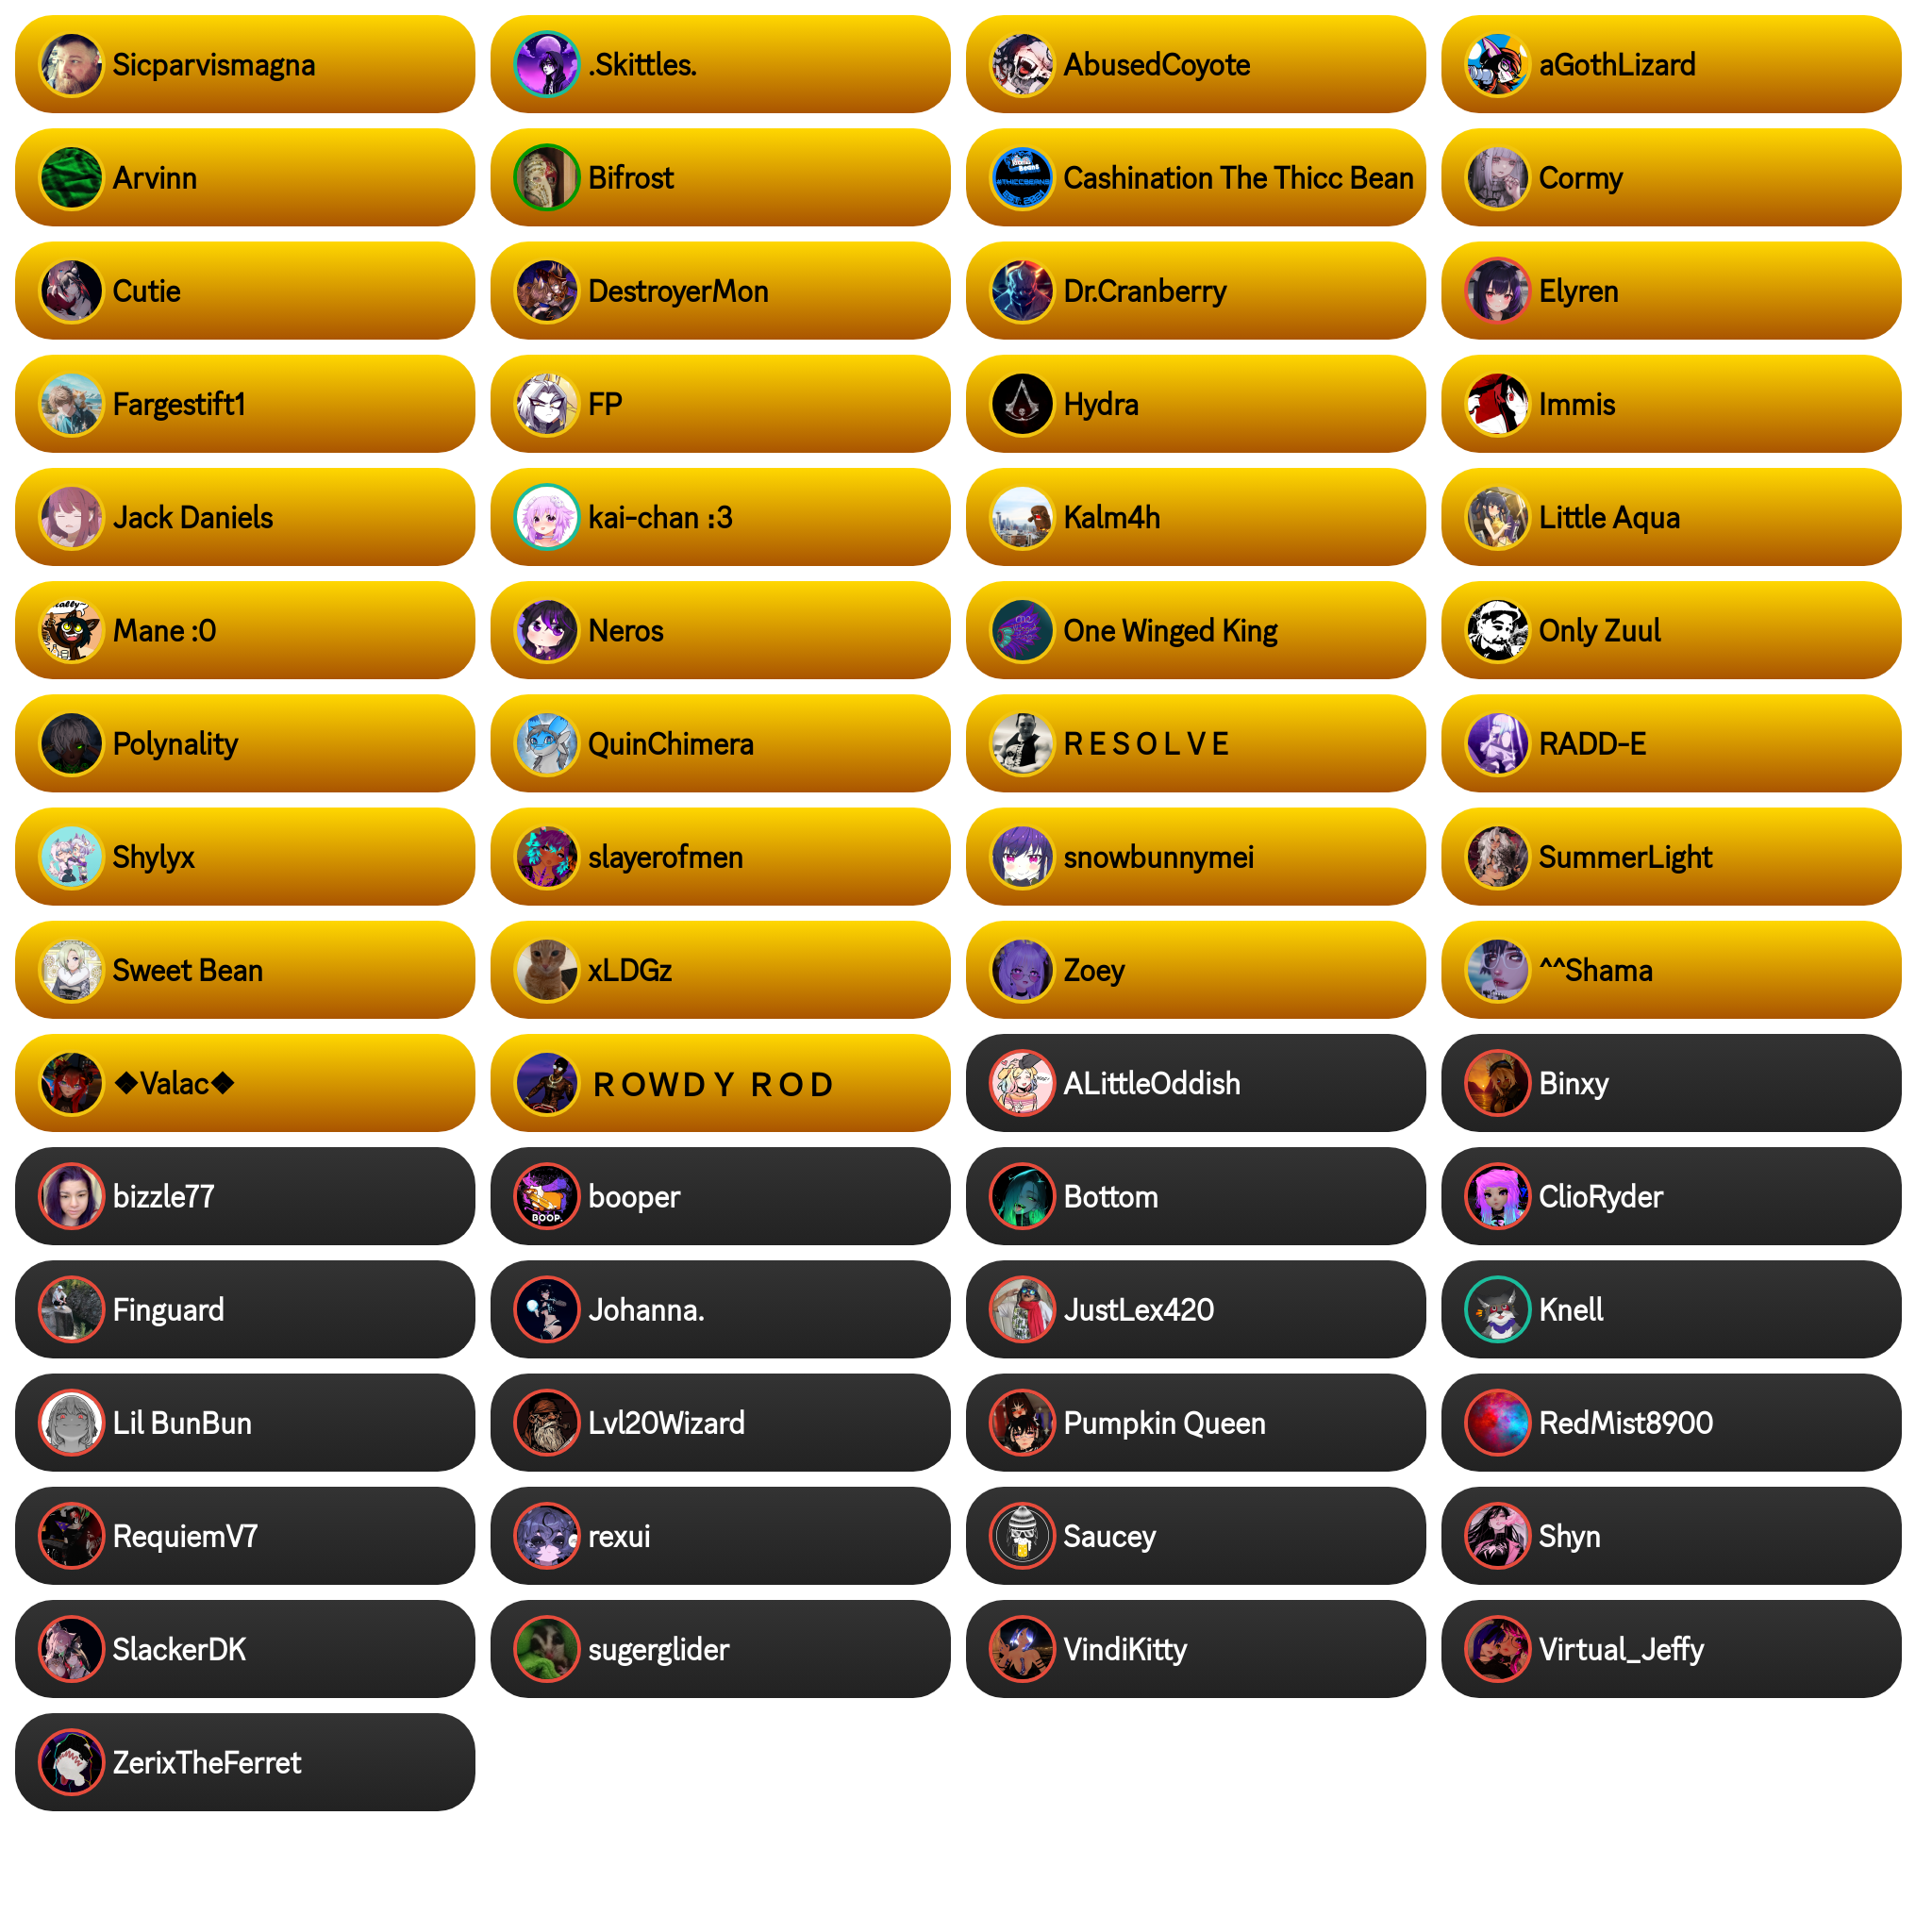 Sicparvismagna
.Skittles.
AbusedCoyote
aGothLizard
Arvinn
Bifrost
#THICCBEANS
Cashination The Thicc Bean
Cormy
Cutie
DestroyerMon
Dr.Cranberry
Elyren
Fargestift1
FP
Hydra
Immis
Jack Daniels
kai-chan :3
Kalm4h
Little Aqua
Mane :0
Neros
One Winged King
Only Zuul
Polynality
QuinChimera
R E S O L V E
RADD-E
Shylyx
slayerofmen
snowbunnymei
SummerLight
Sweet Bean
xLDGz
Zoey
^^Shama
❖Valac❖
R O W D Y R O D
ALittleOddish
Binxy
bizzle77
BOOP.
booper
Bottom
ClioRyder
Finguard
Johanna.
JustLex420
Knell
Lil BunBun
Lvl20Wizard
Pumpkin Queen
RedMist8900
RequiemV7
rexui
Saucey
Shyn
SlackerDK
sugerglider
VindiKitty
Virtual_Jeffy
ZerixTheFerret